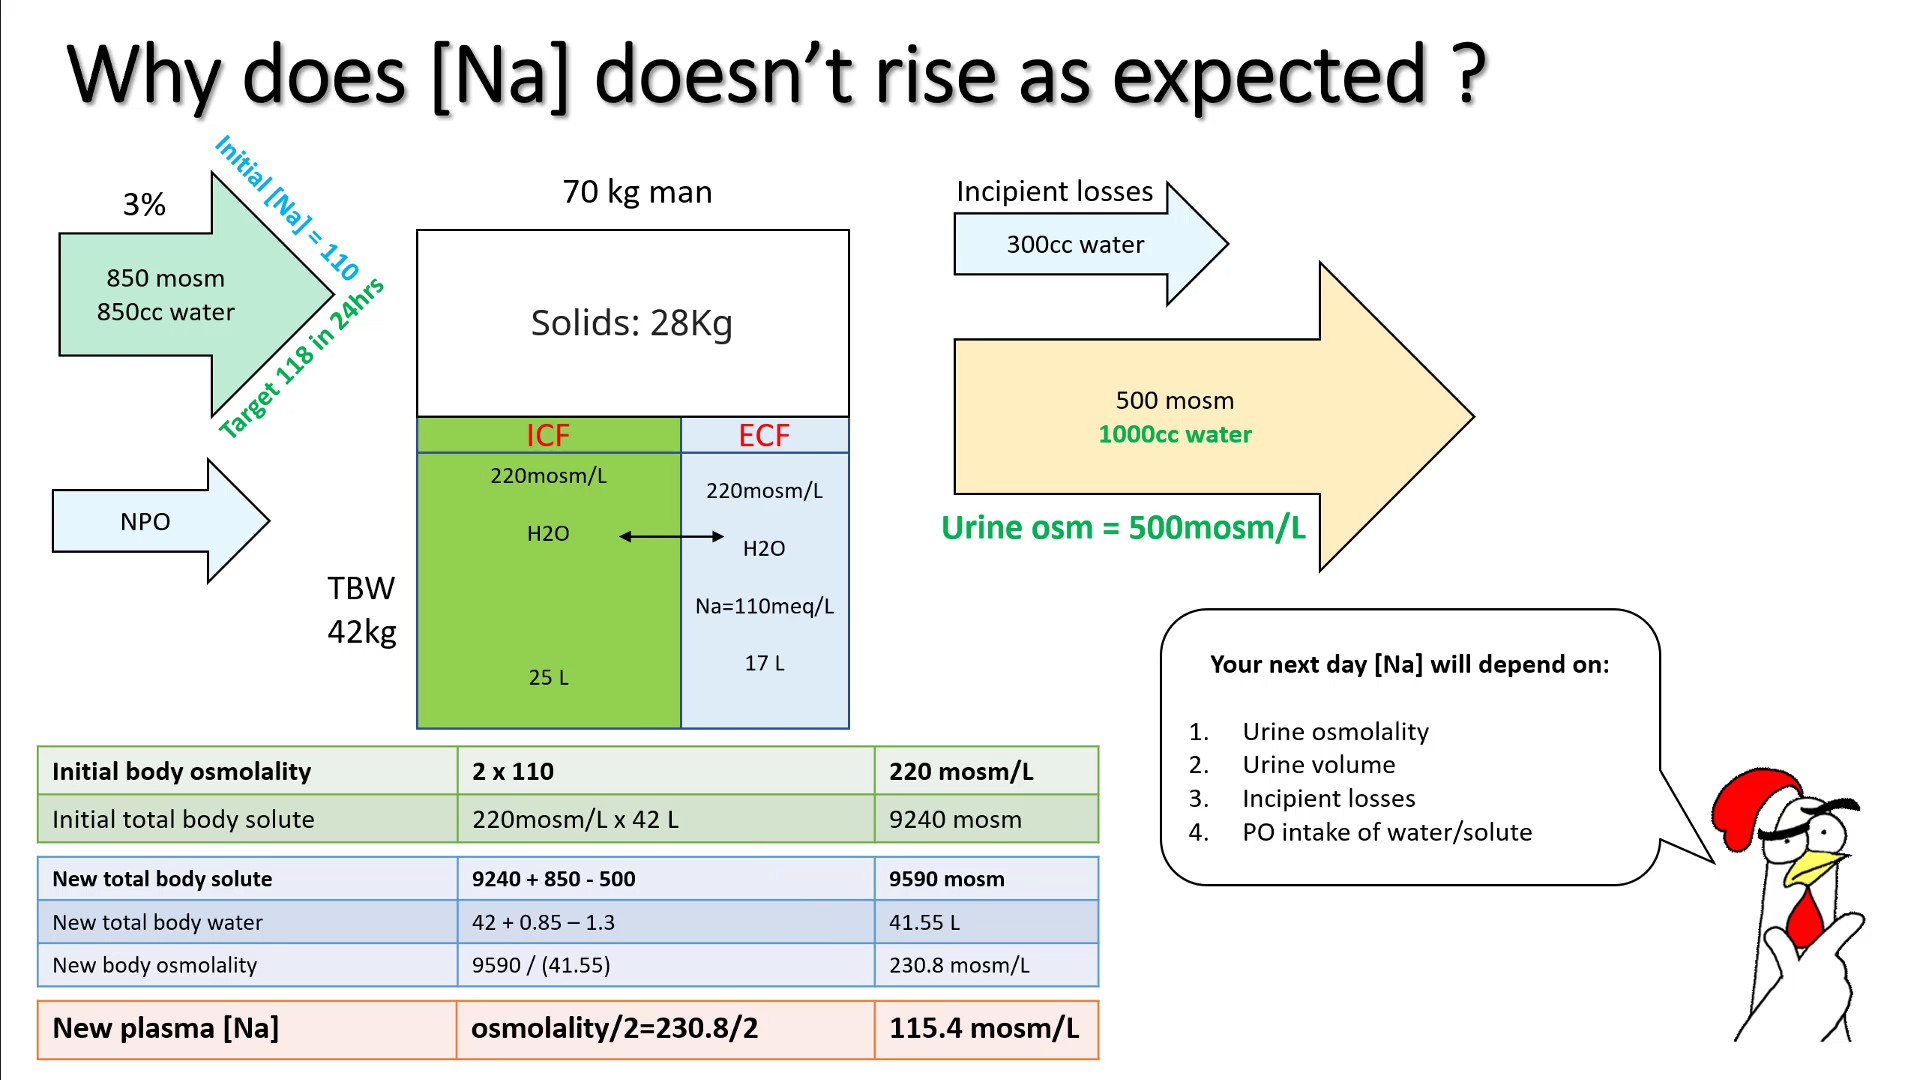 Why does [Na] doesn’t rise as expected ?
3%
850 mosm
850cc water
Initial [Na] = 110
Target 118 in 24hrs
NPO
70 kg man
Solids: 28Kg
TBW
42kg
ICF
220mosm/L
H2O
25 L
ECF
220mosm/L
H2O
Na=110meq/L
17 L
Incipient losses
300cc water
500 mosm
1000cc water
Urine osm = 500mosm/L
Your next day [Na] will depend on:
1. Urine osmolality
2. Urine volume
3. Incipient losses
4. PO intake of water/solute
Initial body osmolality 2 x 110 220 mosm/L
Initial total body solute 220mosm/L x 42 L 9240 mosm
New total body solute 9240 + 850 - 500 9590 mosm
New total body water 42 + 0.85 – 1.3 41.55 L
New body osmolality 9590 / (41.55) 230.8 mosm/L
New plasma [Na] osmolality/2=230.8/2 115.4 mosm/L